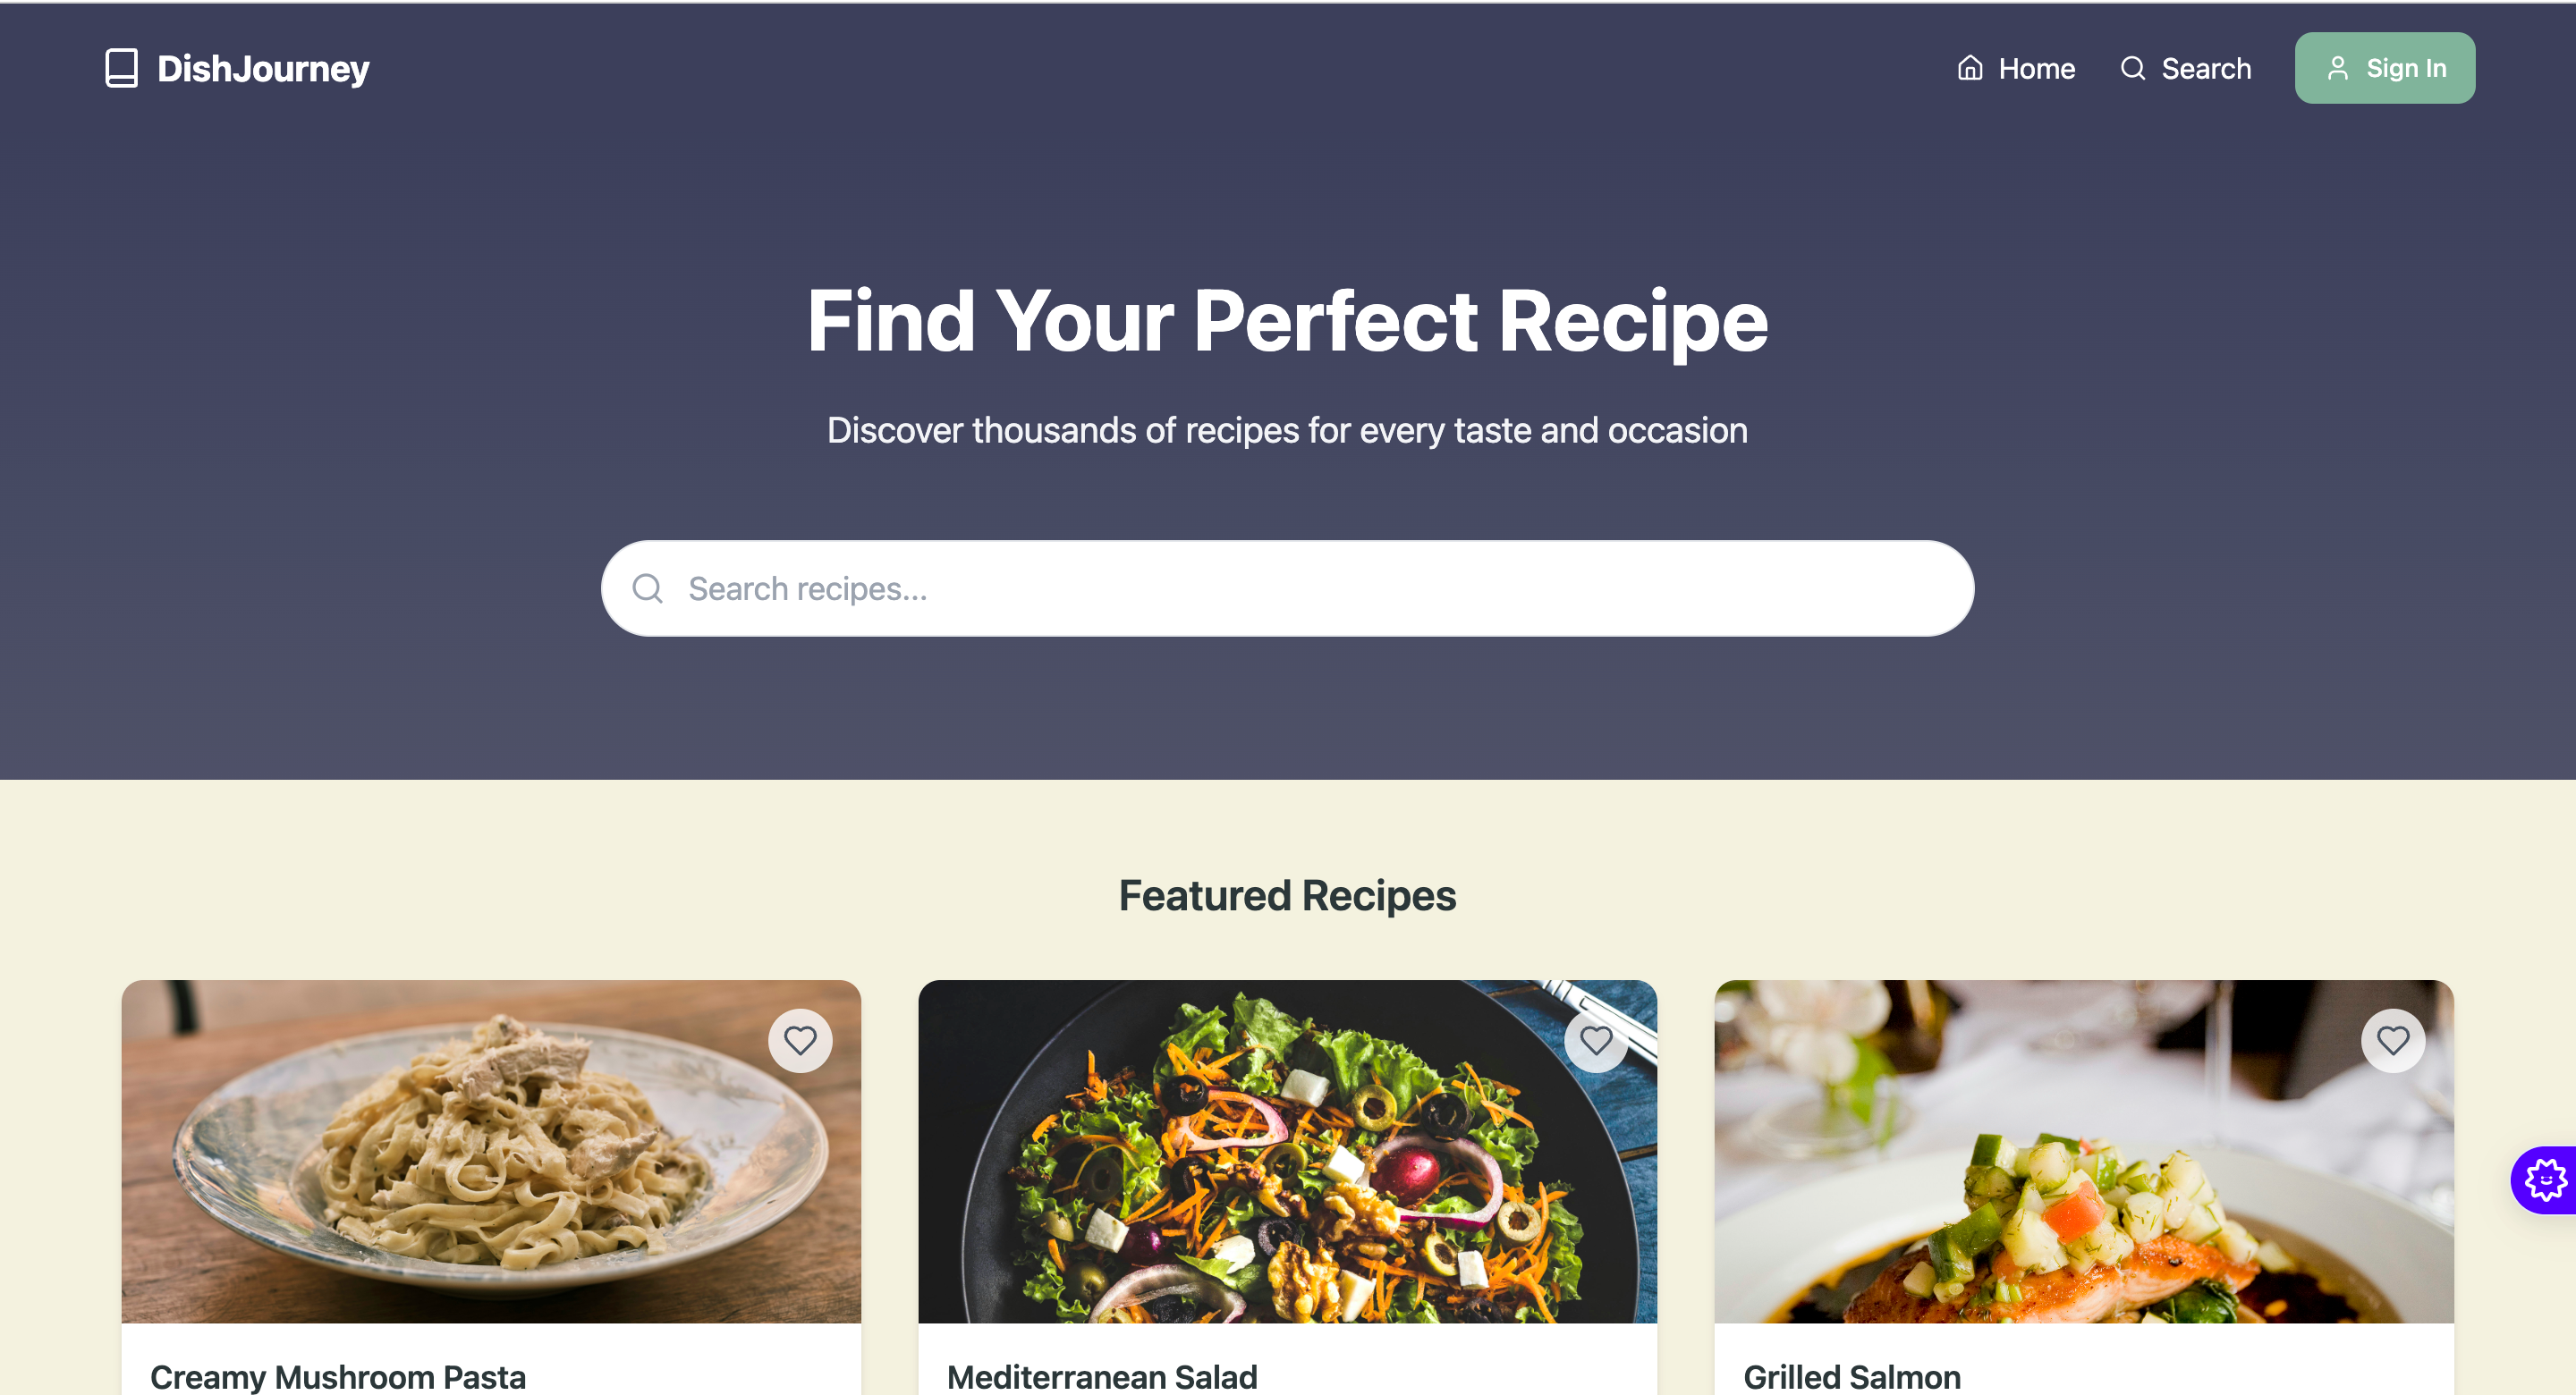 DishJourney
Home
Search
Sign In
Find Your Perfect Recipe
Discover thousands of recipes for every taste and occasion
Search recipes...
Featured Recipes
Creamy Mushroom Pasta
Mediterranean Salad
Grilled Salmon